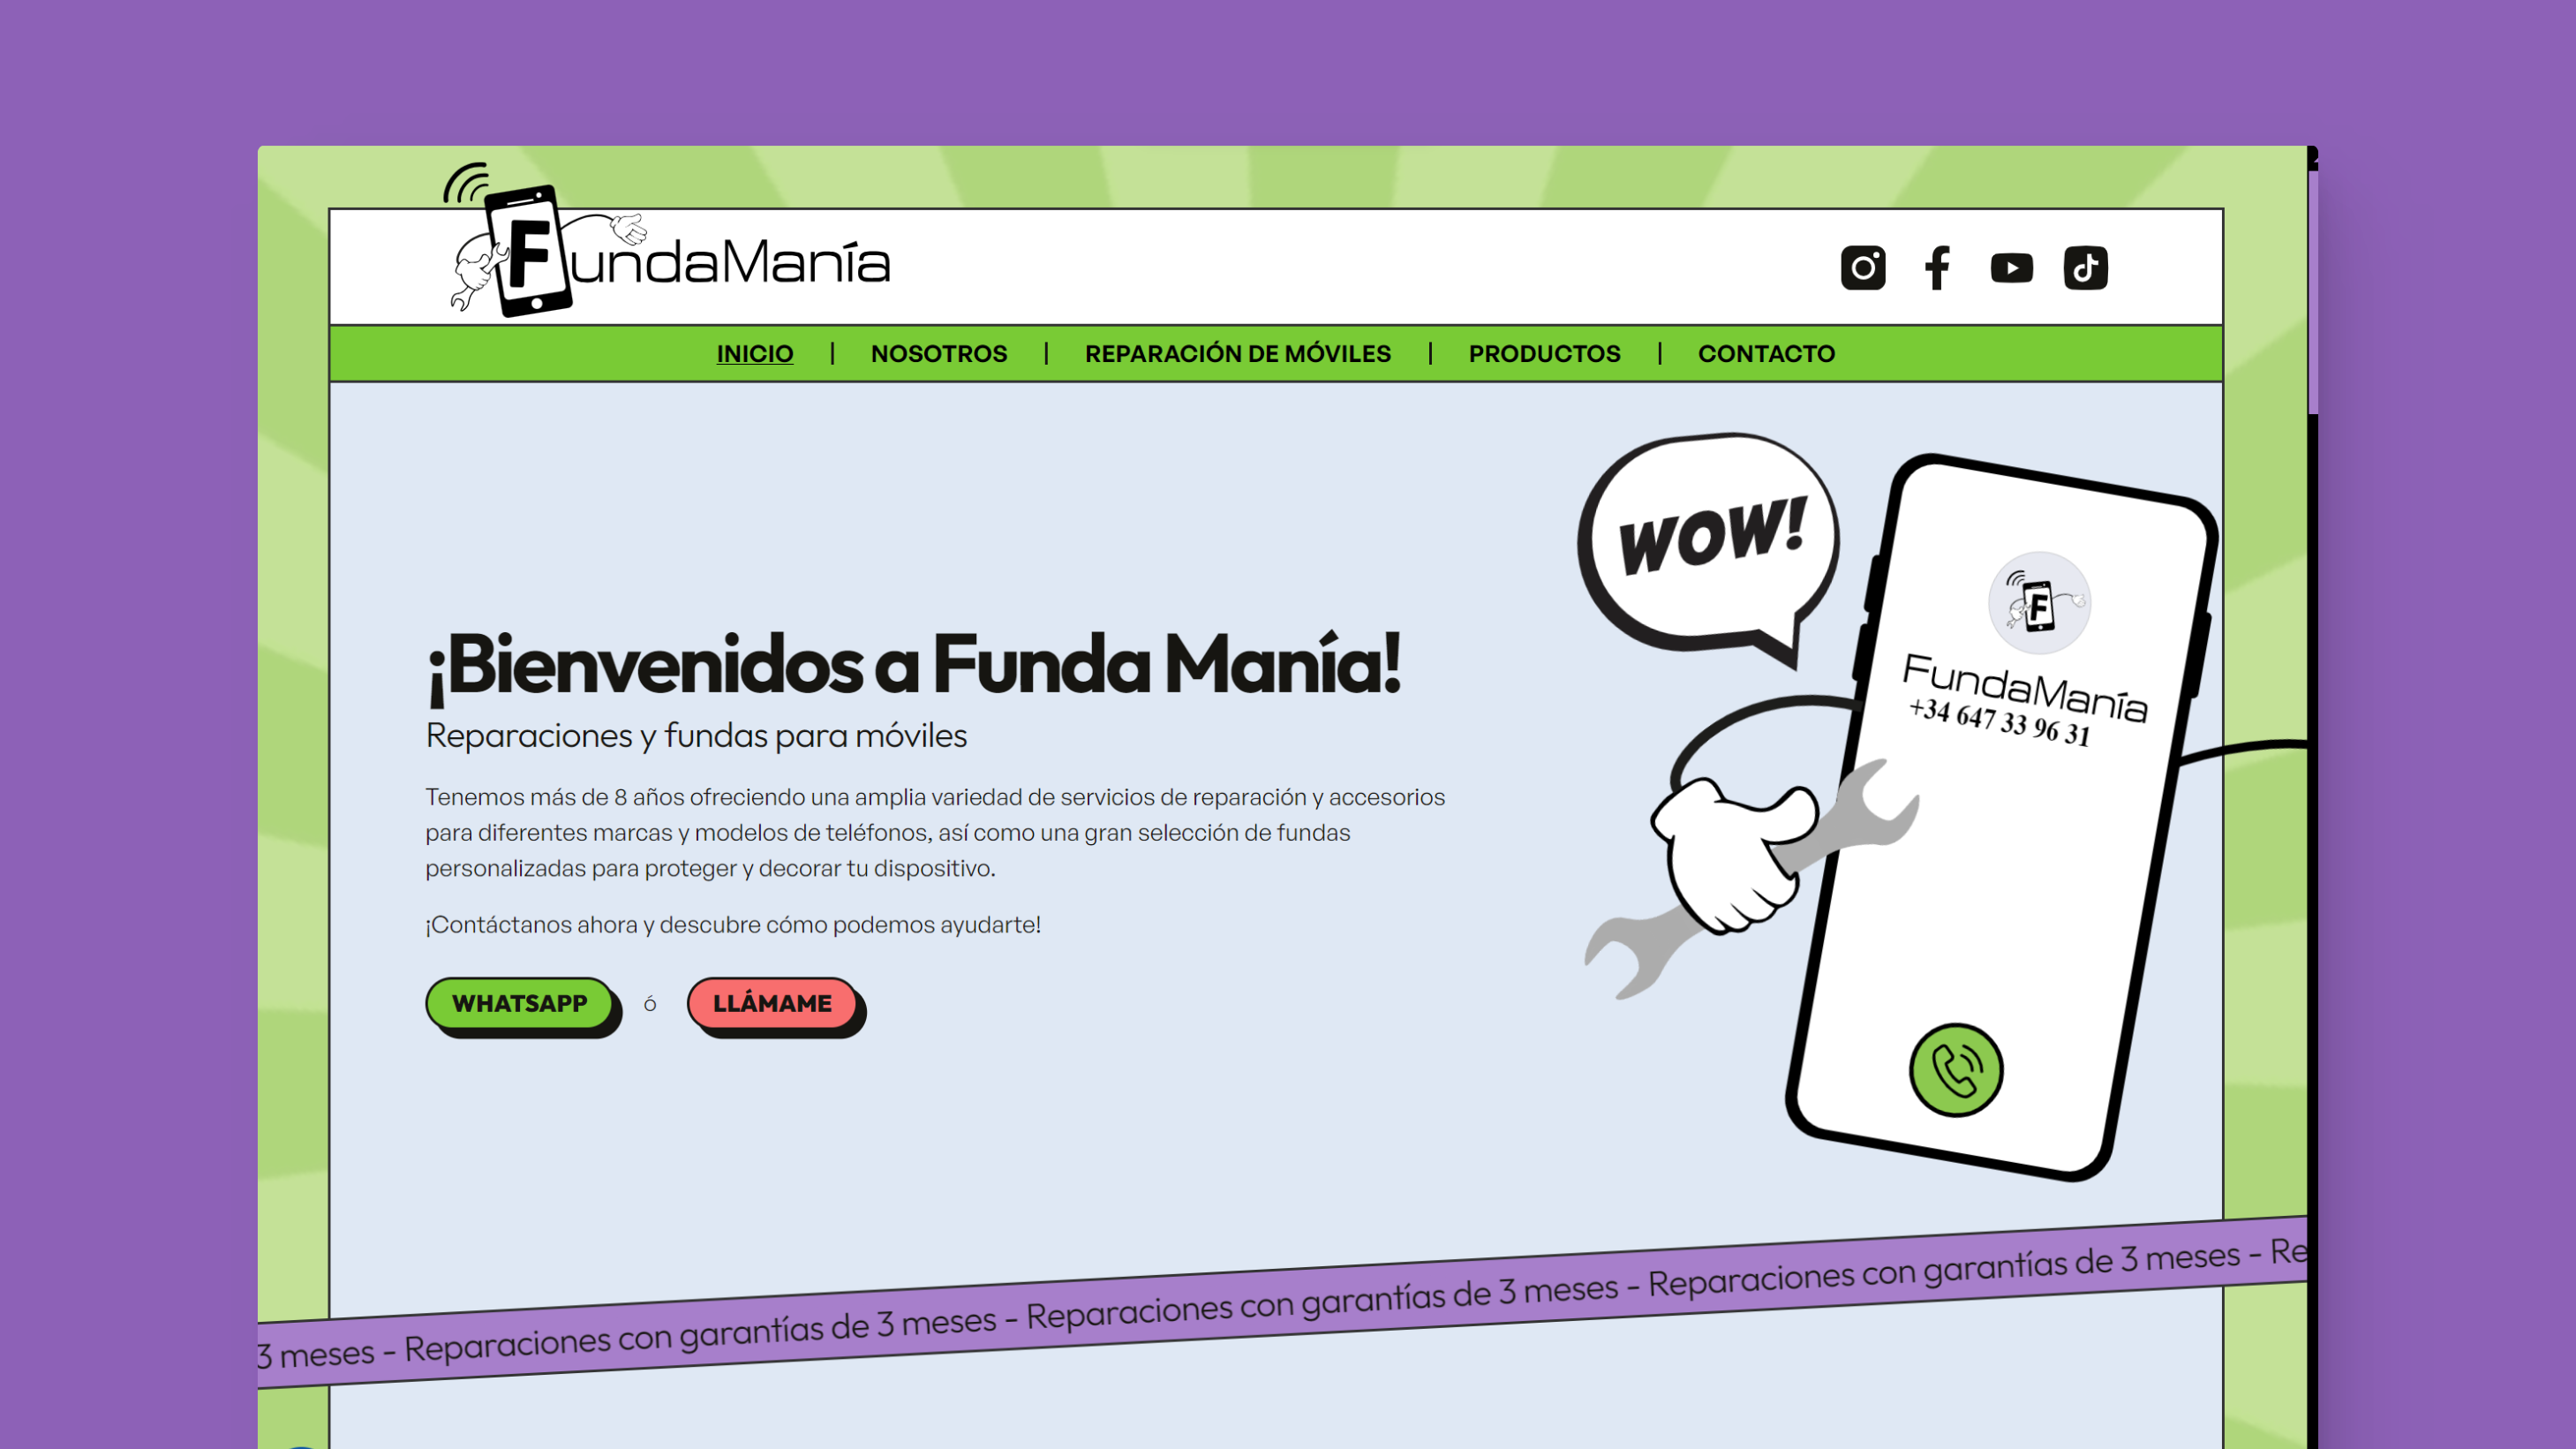 FundaManía
INICIO | NOSOTROS | REPARACIÓN DE MÓVILES | PRODUCTOS | CONTACTO
WOW!
F
FundaManía
+34 647 33 96 31
¡Bienvenidos a Funda Manía!
Reparaciones y fundas para móviles
Tenemos más de 8 años ofreciendo una amplia variedad de servicios de reparación y accesorios
para diferentes marcas y modelos de teléfonos, así como una gran selección de fundas
personalizadas para proteger y decorar tu dispositivo.
¡Contáctanos ahora y descubre cómo podemos ayudarte!
WHATSAPP ó LLÁMAME
3 meses - Reparaciones con garantías de 3 meses - Reparaciones con garantías de 3 meses - Reparaciones con garantías de 3 meses - Re